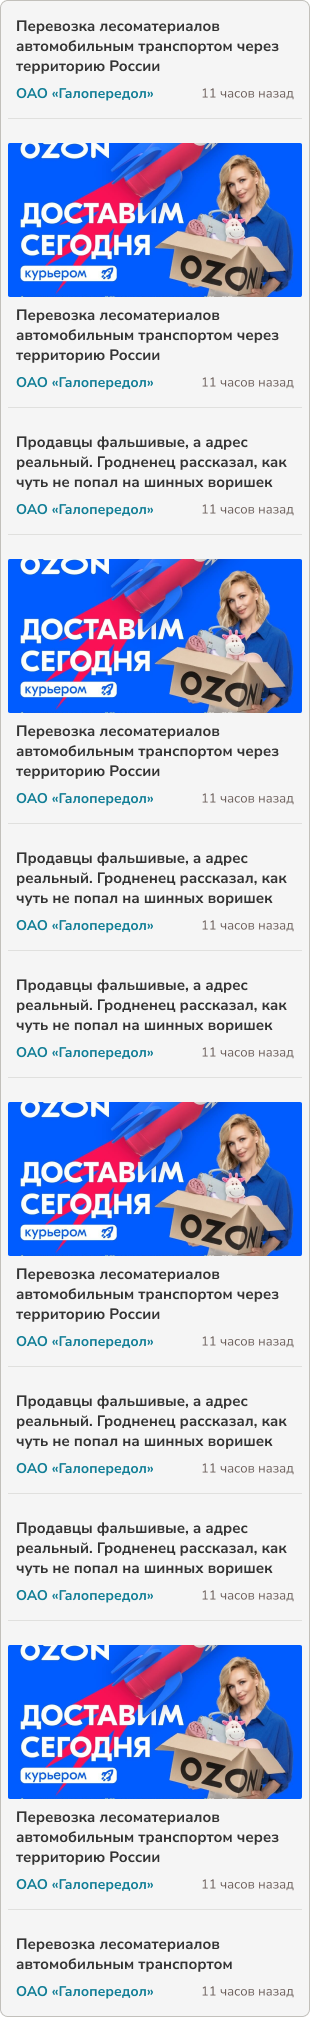 Перевозка лесоматериалов
автомобильным транспортом через
территорию России
ОАО «Галопередол» 11 часов назад
OZON
ДОСТАВИМ
СЕГОДНЯ
курьером
OZON
Перевозка лесоматериалов
автомобильным транспортом через
территорию России
ОАО «Галопередол» 11 часов назад
Продавцы фальшивые, а адрес
реальный. Гродненец рассказал, как
чуть не попал на шинных воришек
ОАО «Галопередол» 11 часов назад
OZON
ДОСТАВИМ
СЕГОДНЯ
курьером
OZON
Перевозка лесоматериалов
автомобильным транспортом через
территорию России
ОАО «Галопередол» 11 часов назад
Продавцы фальшивые, а адрес
реальный. Гродненец рассказал, как
чуть не попал на шинных воришек
ОАО «Галопередол» 11 часов назад
Продавцы фальшивые, а адрес
реальный. Гродненец рассказал, как
чуть не попал на шинных воришек
ОАО «Галопередол» 11 часов назад
OZON
ДОСТАВИМ
СЕГОДНЯ
курьером
OZON
Перевозка лесоматериалов
автомобильным транспортом через
территорию России
ОАО «Галопередол» 11 часов назад
Продавцы фальшивые, а адрес
реальный. Гродненец рассказал, как
чуть не попал на шинных воришек
ОАО «Галопередол» 11 часов назад
Продавцы фальшивые, а адрес
реальный. Гродненец рассказал, как
чуть не попал на шинных воришек
ОАО «Галопередол» 11 часов назад
OZON
ДОСТАВИМ
СЕГОДНЯ
курьером
OZON
Перевозка лесоматериалов
автомобильным транспортом через
территорию России
ОАО «Галопередол» 11 часов назад
Перевозка лесоматериалов
автомобильным транспортом
ОАО «Галопередол» 11 часов назад